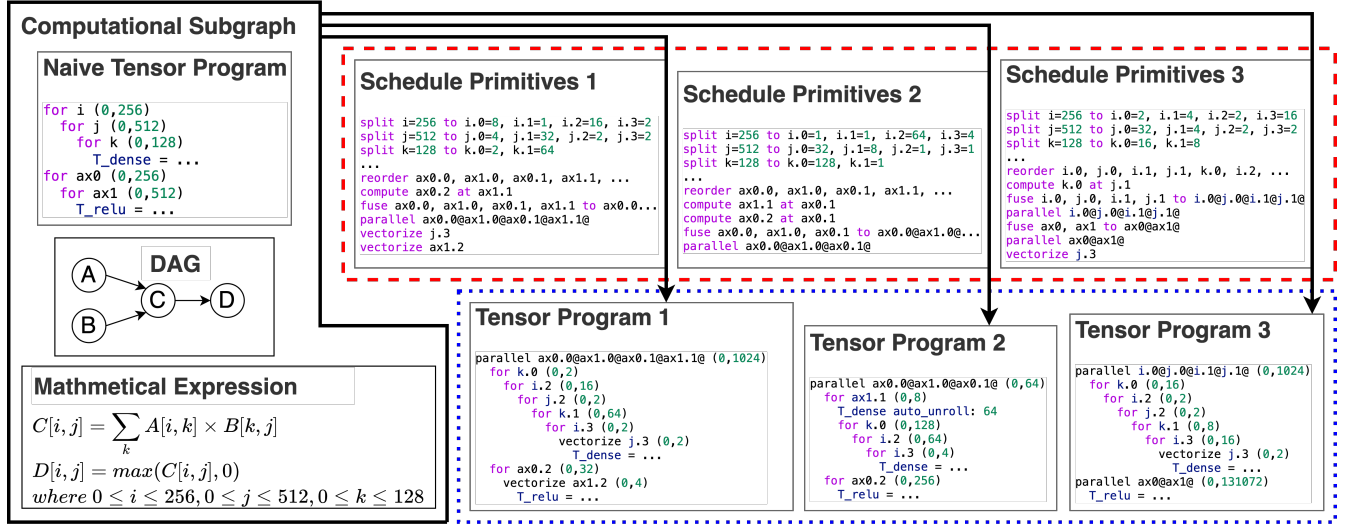 Computational Subgraph
Naive Tensor Program
for i (0,256)
for j (0,512)
for k (0,128)
T_dense = ...
for ax0 (0,256)
for ax1 (0,512)
T_relu = ...
DAG
A
B
C
D
Mathmetical Expression
C[i, j] = ∑_k A[i, k] × B[k, j]
D[i, j] = max(C[i, j], 0)
where 0 ≤ i ≤ 256, 0 ≤ j ≤ 512, 0 ≤ k ≤ 128
Schedule Primitives 1
split i=256 to i.0=8, i.1=1, i.2=16, i.3=2
split j=512 to j.0=4, j.1=32, j.2=2, j.3=2
split k=128 to k.0=2, k.1=64
...
reorder ax0.0, ax1.0, ax0.1, ax1.1, ...
compute ax0.2 at ax1.1
fuse ax0.0, ax1.0, ax0.1, ax1.1 to ax0.0...
parallel ax0.0@ax1.0@ax0.1@ax1.1@
vectorize j.3
vectorize ax1.2
Schedule Primitives 2
split i=256 to i.0=1, i.1=1, i.2=64, i.3=4
split j=512 to j.0=32, j.1=8, j.2=1, j.3=1
split k=128 to k.0=128, k.1=1
...
reorder ax0.0, ax1.0, ax0.1, ax1.1, ...
compute ax1.1 at ax0.1
compute ax0.2 at ax0.1
fuse ax0.0, ax1.0, ax0.1 to ax0.0@ax1.0@...
parallel ax0.0@ax1.0@ax0.1@
Schedule Primitives 3
split i=256 to i.0=2, i.1=4, i.2=2, i.3=16
split j=512 to j.0=32, j.1=4, j.2=2, j.3=2
split k=128 to k.0=16, k.1=8
...
reorder i.0, j.0, i.1, j.1, k.0, i.2, ...
compute k.0 at j.1
fuse i.0, j.0, i.1, j.1 to i.0@j.0@i.1@j.1@
parallel i.0@j.0@i.1@j.1@
fuse ax0, ax1 to ax0@ax1@
parallel ax0@ax1@
vectorize j.3
Tensor Program 1
parallel ax0.0@ax1.0@ax0.1@ax1.1@ (0,1024)
for k.0 (0,2)
for i.2 (0,16)
for j.2 (0,2)
for k.1 (0,64)
for i.3 (0,2)
vectorize j.3 (0,2)
T_dense = ...
for ax0.2 (0,32)
vectorize ax1.2 (0,4)
T_relu = ...
Tensor Program 2
parallel ax0.0@ax1.0@ax0.1@ (0,64)
for ax1.1 (0,8)
T_dense auto_unroll: 64
for k.0 (0,128)
for i.2 (0,64)
for i.3 (0,4)
T_dense = ...
for ax0.2 (0,256)
T_relu = ...
Tensor Program 3
parallel i.0@j.0@i.1@j.1@ (0,1024)
for k.0 (0,16)
for i.2 (0,2)
for j.2 (0,2)
for k.1 (0,8)
for i.3 (0,16)
vectorize j.3 (0,2)
T_dense = ...
parallel ax0@ax1@ (0,131072)
T_relu = ...